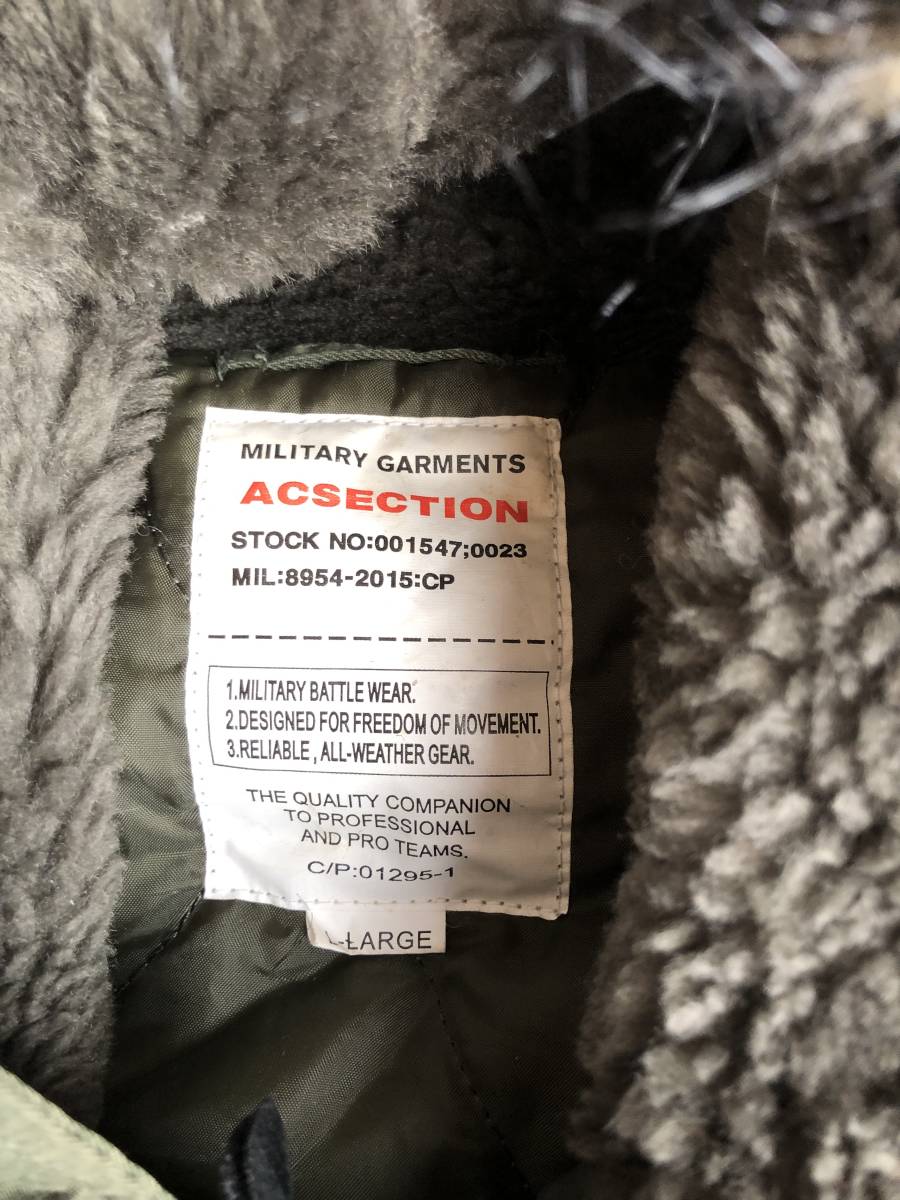 MILITARY GARMENTS
ACSECTION
STOCK NO:001547;0023
MIL:8954-2015:CP
1.MILITARY BATTLE WEAR.
2.DESIGNED FOR FREEDOM OF MOVEMENT.
3.RELIABLE , ALL-WEATHER GEAR.
THE QUALITY COMPANION
TO PROFESSIONAL
AND PRO TEAMS.
C/P:01295-1
L-LARGE